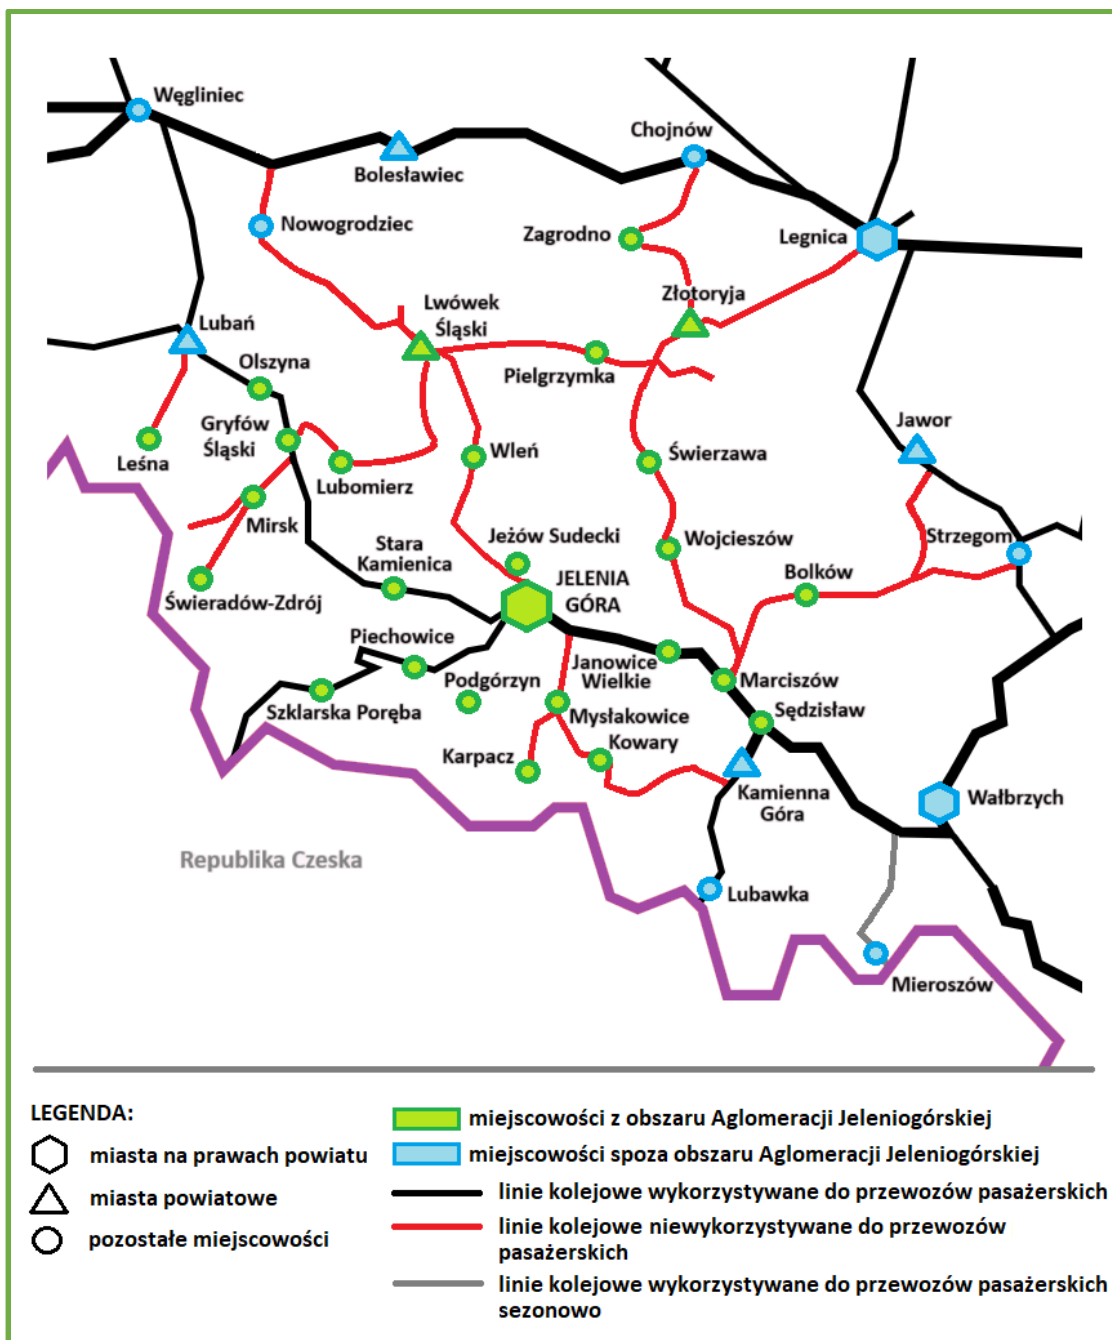 Węgliniec
Chojnów
Bolesławiec
Nowogrodziec
Zagrodno
Legnica
Lwówek
Śląski
Złotoryja
Lubań
Olszyna
Pielgrzymka
Gryfów
Śląski
Jawor
Leśna
Lubomierz
Wleń
Świerzawa
Mirsk
Jeżów Sudecki
Wojcieszów
Strzegom
Stara
Kamienica
JELENIA
GÓRA
Bolków
Świeradów-Zdrój
Piechowice
Janowice
Wielkie
Podgórzyn
Marciszów
Szklarska Poręba
Mysłakowice
Sędzisław
Karpacz
Kowary
Kamienna
Góra
Wałbrzych
Republika Czeska
Lubawka
Mieroszów
LEGENDA:
miasta na prawach powiatu
miasta powiatowe
pozostałe miejscowości
miejscowości z obszaru Aglomeracji Jeleniogórskiej
miejscowości spoza obszaru Aglomeracji Jeleniogórskiej
linie kolejowe wykorzystywane do przewozów pasażerskich
linie kolejowe niewykorzystywane do przewozów
pasażerskich
linie kolejowe wykorzystywane do przewozów pasażerskich
sezonowo